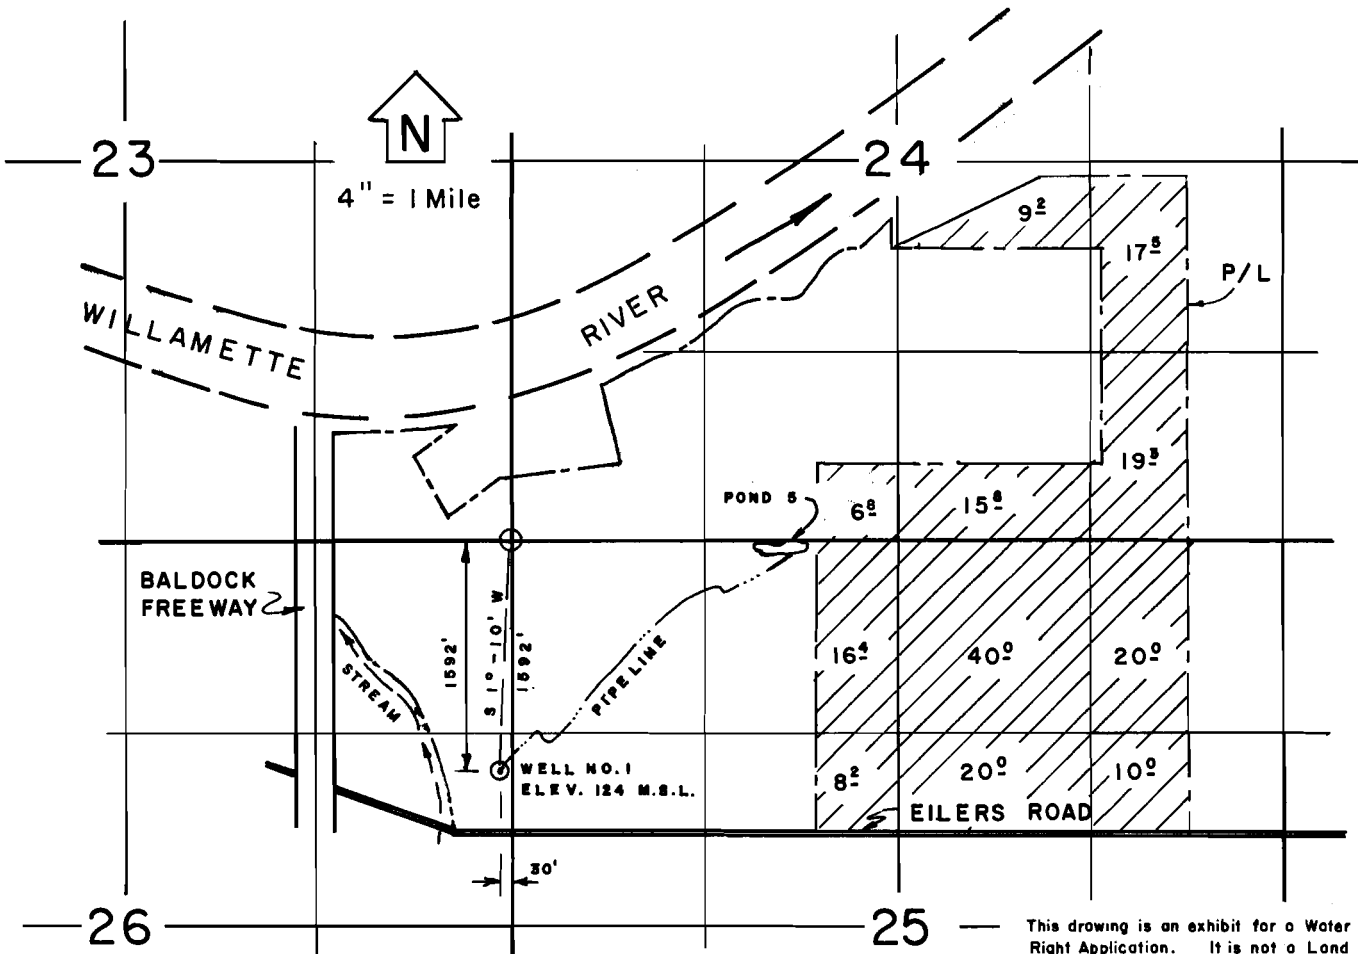 23
N
24
4" = 1 Mile
9 2
17 5
P/L
WILLAMETTE
RIVER
19 3
POND 5
6 8
15 8
BALDOCK
FREEWAY
1592'
S 1° - 10' W
1592'
STREAM
PIPELINE
16 4
40 0
20 0
WELL NO. 1
ELEV. 124 M.S.L.
8 2
20 0
10 0
EILERS ROAD
30'
26
25
This drawing is an exhibit for a Water
Right Application. It is not a Land